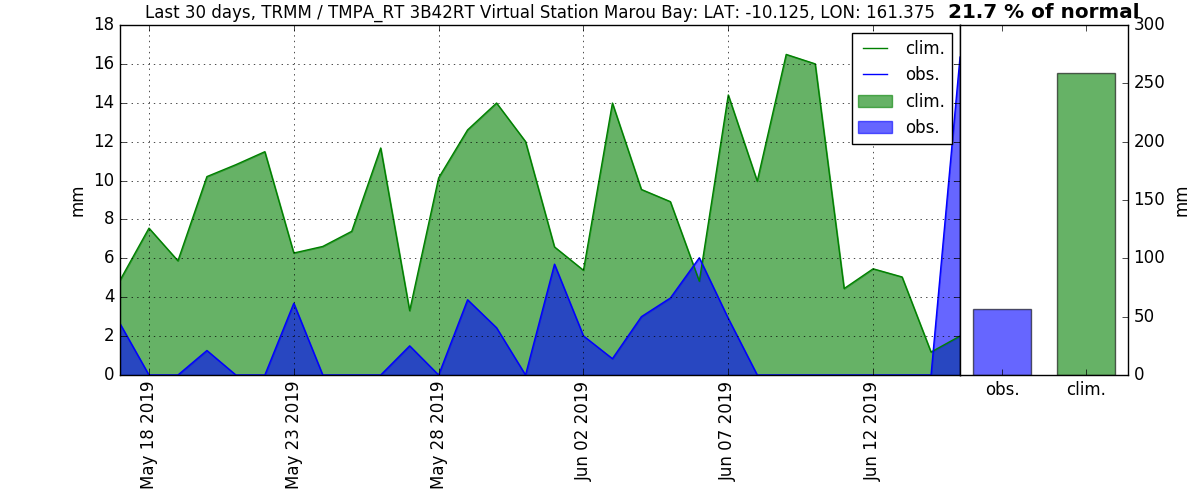 Last 30 days, TRMM / TMPA_RT 3B42RT Virtual Station Marou Bay: LAT: -10.125, LON: 161.375
21.7 % of normal
mm
18
16
14
12
10
8
6
4
2
0
clim.
obs.
clim.
obs.
May 18 2019
May 23 2019
May 28 2019
Jun 02 2019
Jun 07 2019
Jun 12 2019
300
250
200
150
100
50
0
mm
obs.
clim.